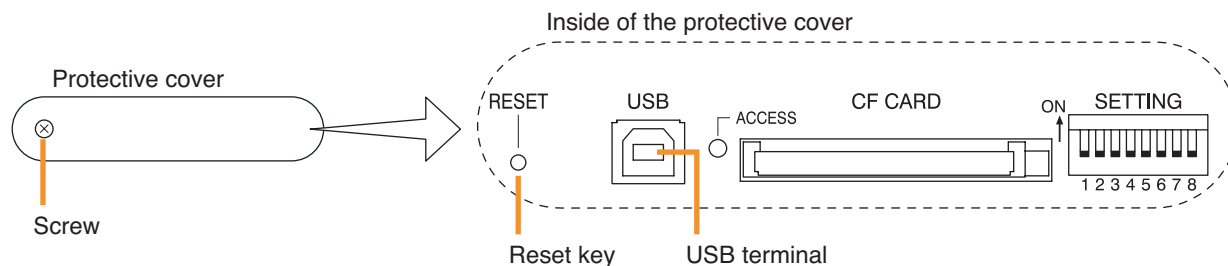 Inside of the protective cover
Protective cover
RESET
USB
ACCESS
CF CARD
ON
SETTING
1 2 3 4 5 6 7 8
Screw
Reset key
USB terminal